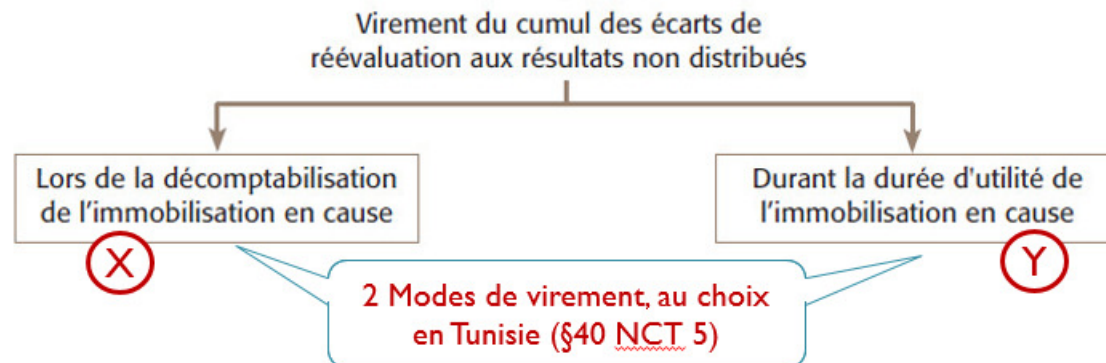 Virement du cumul des écarts de
réévaluation aux résultats non distribués
Lors de la décomptabilisation
de l'immobilisation en cause
Durant la durée d'utilité de
l'immobilisation en cause
X
Y
2 Modes de virement, au choix
en Tunisie (§40 NCT 5)